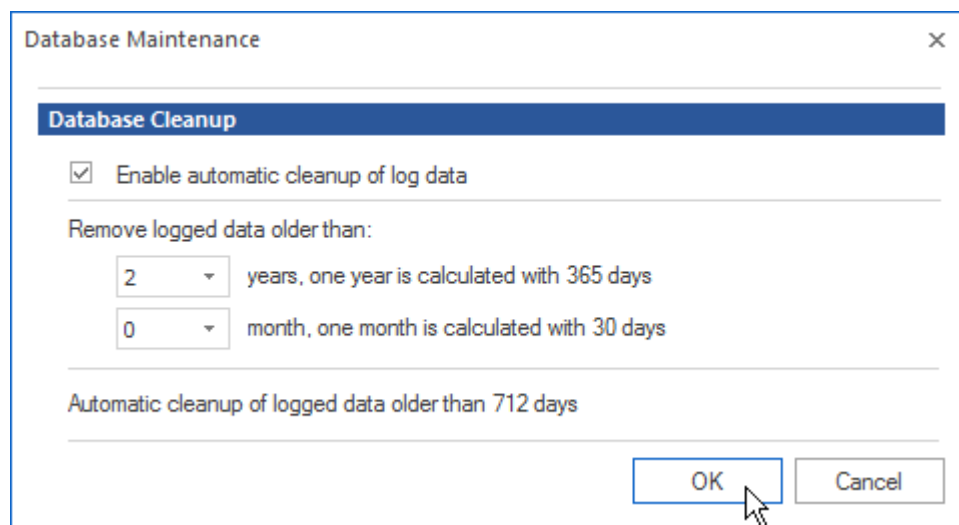 Database Maintenance
Database Cleanup
Enable automatic cleanup of log data
Remove logged data older than:
2 years, one year is calculated with 365 days
0 month, one month is calculated with 30 days
Automatic cleanup of logged data older than 712 days
OK Cancel